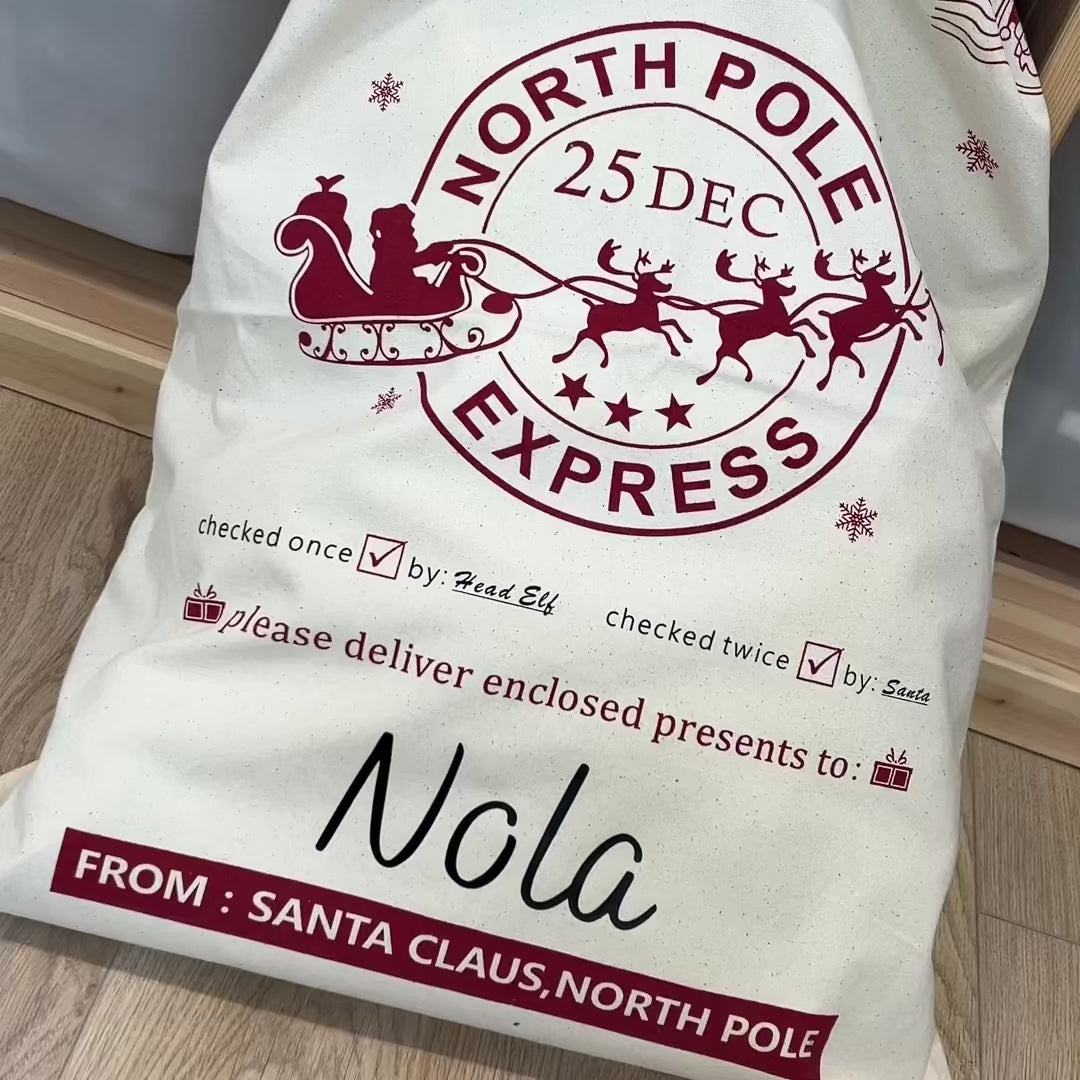 NORTH POLE
25 DEC
EXPRESS
checked once by: Head Elf
checked twice by: Santa
please deliver enclosed presents to:
Nola
FROM : SANTA CLAUS,NORTH POLE